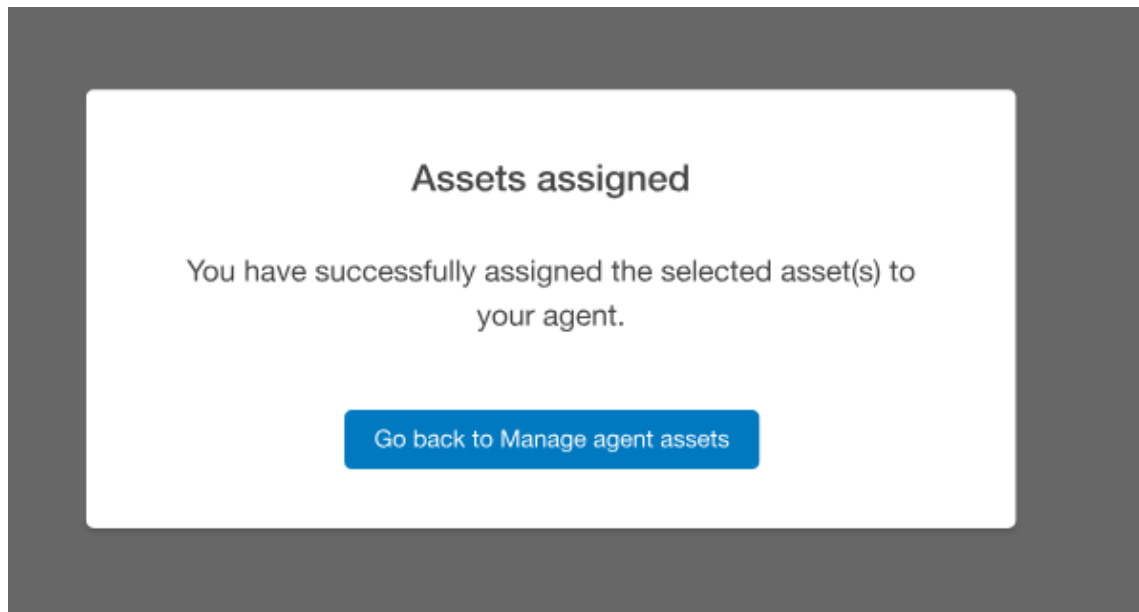 Assets assigned
You have successfully assigned the selected asset(s) to
your agent.
Go back to Manage agent assets